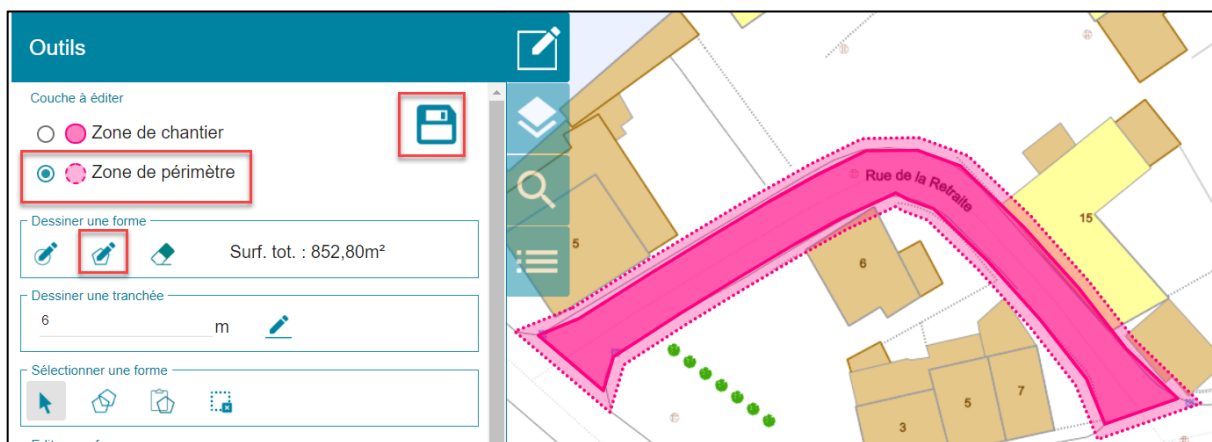 Outils
Couche à éditer
Zone de chantier
Zone de périmètre
Dessiner une forme
Surf. tot. : 852,80m²
Dessiner une tranchée
6 m
Sélectionner une forme
Rue de la Retraite
5
6
15
3
5
7